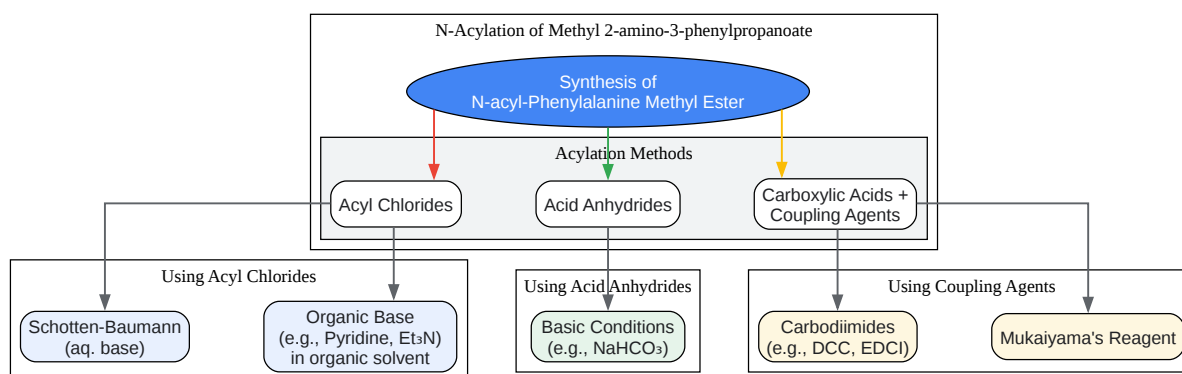 N-Acylation of Methyl 2-amino-3-phenylpropanoate
Synthesis of
N-acyl-Phenylalanine Methyl Ester
Acylation Methods
Acyl Chlorides
Acid Anhydrides
Carboxylic Acids +
Coupling Agents
Using Acyl Chlorides
Using Acid Anhydrides
Using Coupling Agents
Schotten-Baumann
(aq. base)
Organic Base
(e.g., Pyridine, Et₃N)
in organic solvent
Basic Conditions
(e.g., NaHCO₃)
Carbodiimides
(e.g., DCC, EDCI)
Mukaiyama's Reagent